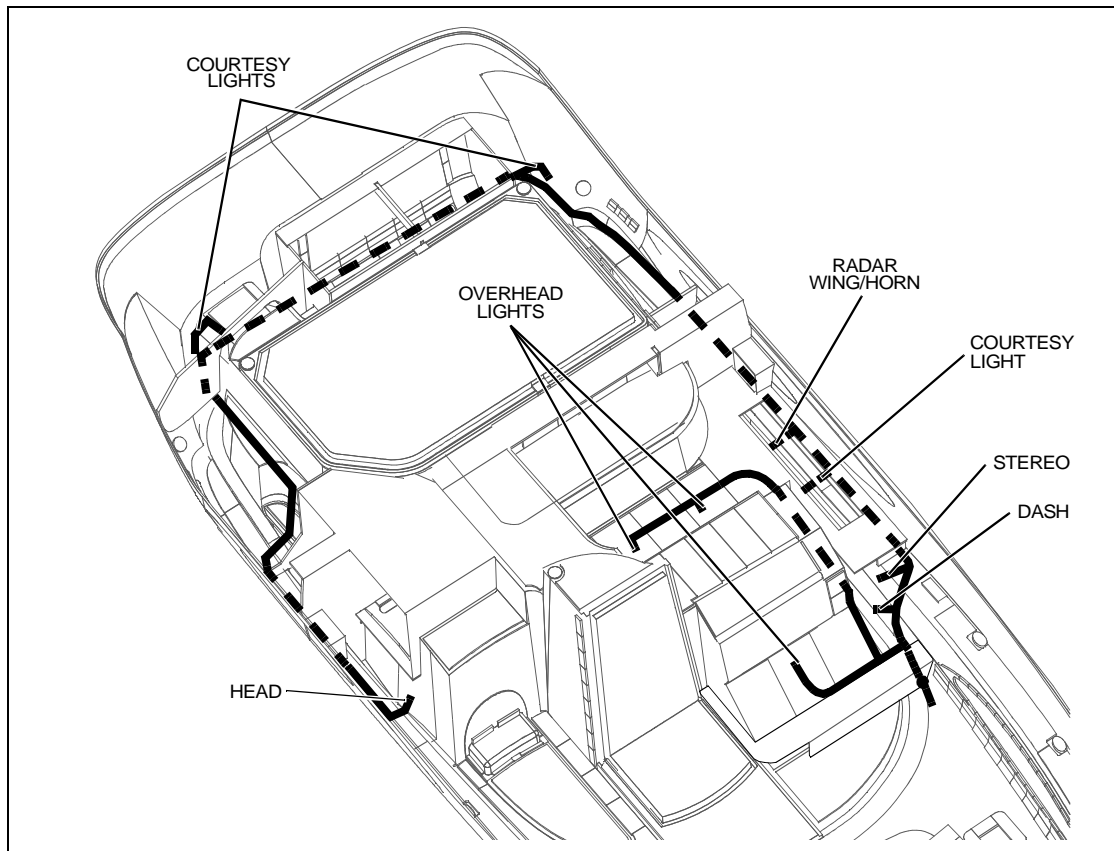 COURTESY
LIGHTS
OVERHEAD
LIGHTS
RADAR
WING/HORN
COURTESY
LIGHT
STEREO
DASH
HEAD